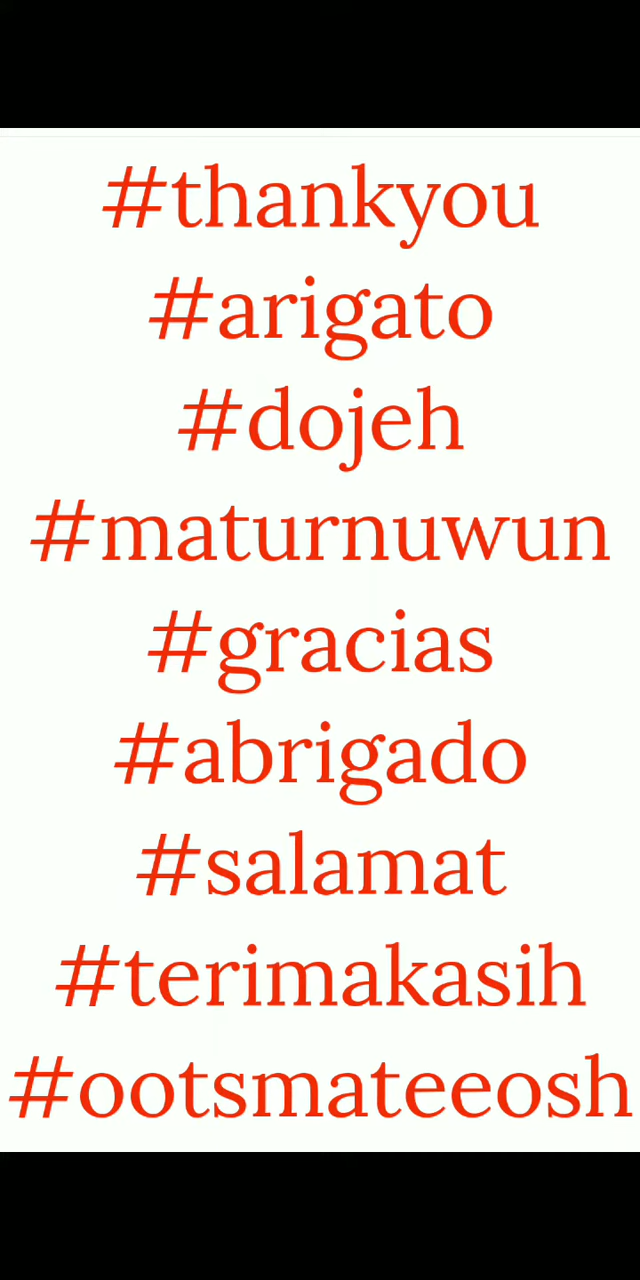 #thankyou
#arigato
#dojeh
#maturnuwun
#gracias
#abrigado
#salamat
#terimakasih
#ootsmateeosh